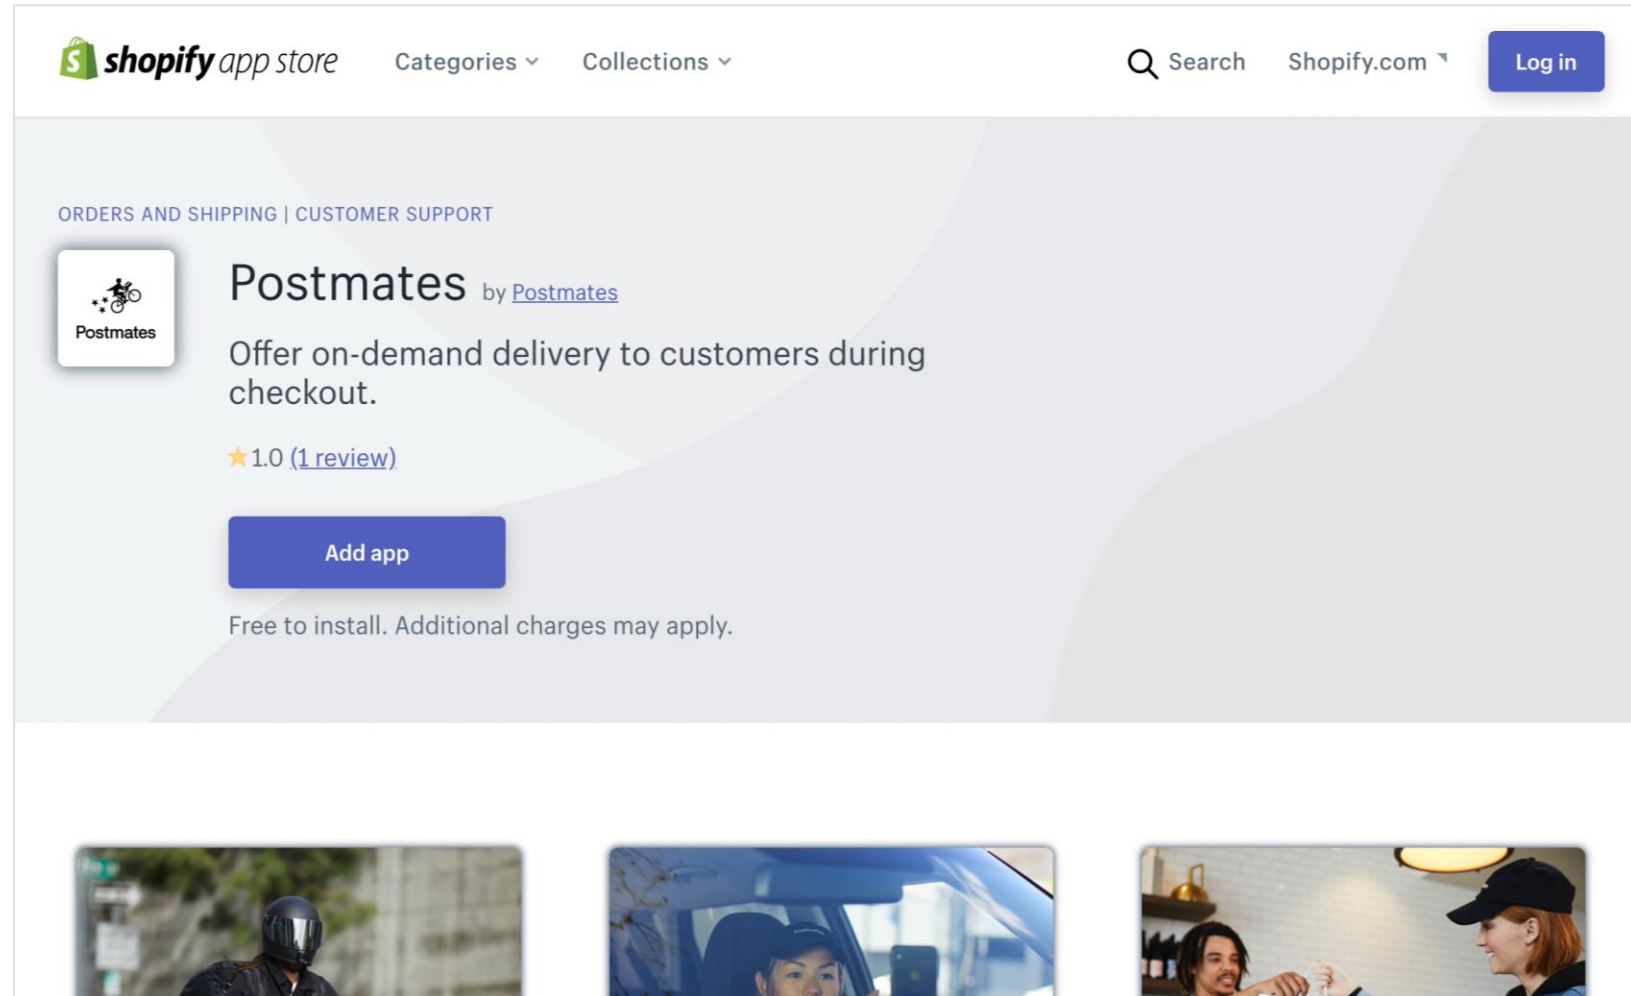 shopify app store Categories Collections Search Shopify.com Log in
ORDERS AND SHIPPING | CUSTOMER SUPPORT
Postmates
Postmates by Postmates
Offer on-demand delivery to customers during
checkout.
1.0 (1 review)
Add app
Free to install. Additional charges may apply.